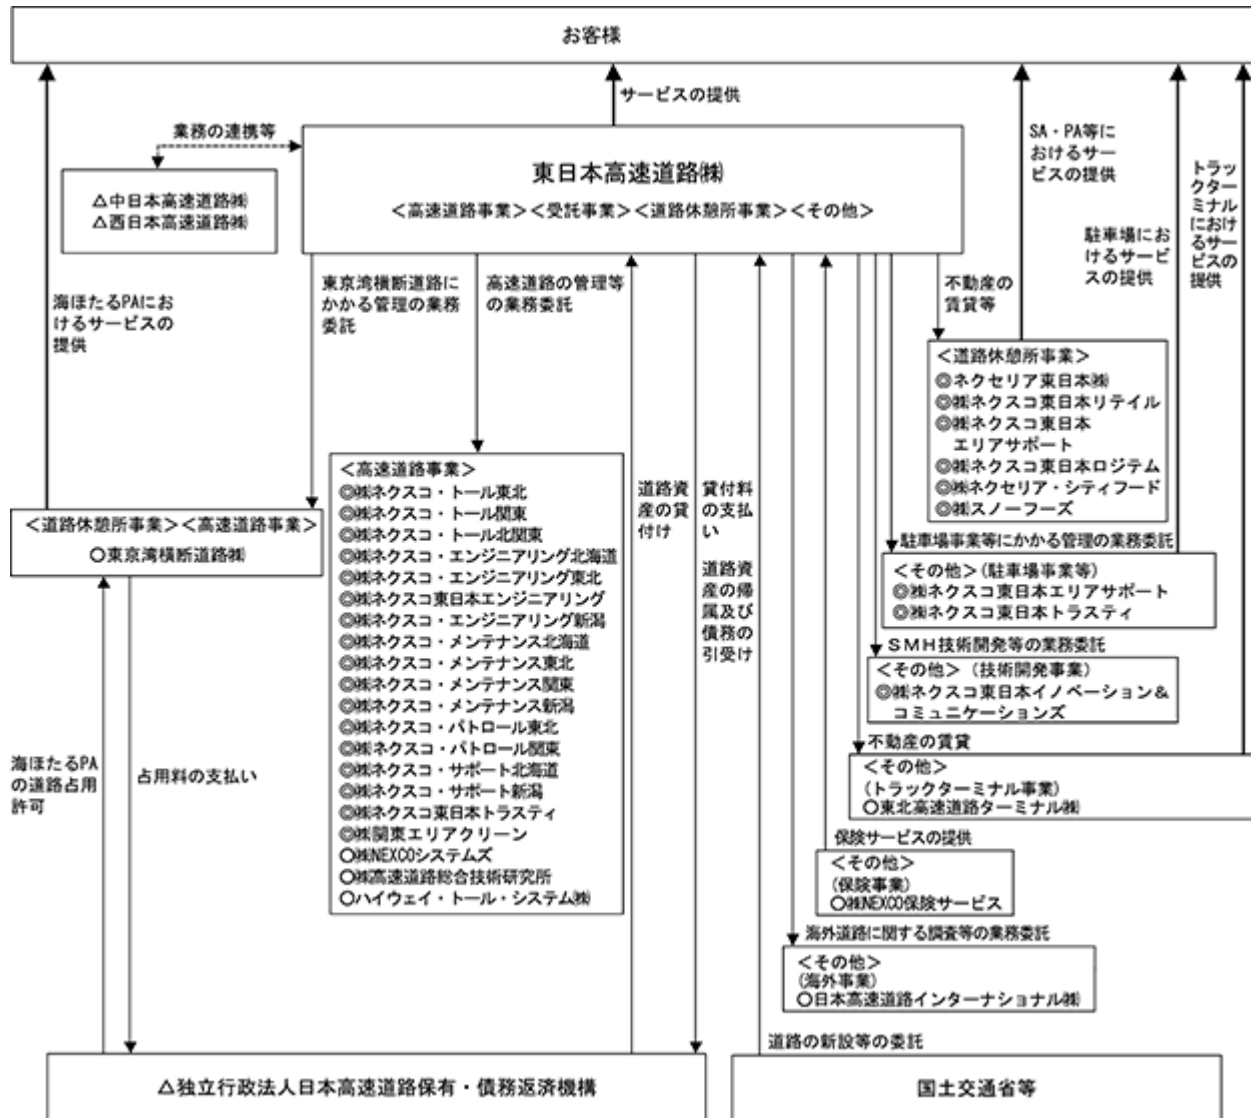 お客様
サービスの提供
業務の連携等
東日本高速道路㈱
＜高速道路事業＞＜受託事業＞＜道路休憩所事業＞＜その他＞
△中日本高速道路㈱
△西日本高速道路㈱
SA・PA等に
おけるサー
ビスの提供
駐車場にお
けるサービ
スの提供
トラッ
クター
ミナル
におけ
るサー
ビスの
提供
海ほたるPAにお
けるサービスの
提供
東京湾横断道路に
かかる管理の業務
委託
高速道路の管理等
の業務委託
不動産の
賃貸等
＜道路休憩所事業＞
◎ネクセリア東日本㈱
◎㈱ネクスコ東日本リテイル
◎㈱ネクスコ東日本
エリアサポート
◎㈱ネクスコ東日本ロジテム
◎㈱ネクセリア・シティフード
◎㈱スノーフーズ
＜高速道路事業＞
◎㈱ネクスコ・トール東北
◎㈱ネクスコ・トール関東
◎㈱ネクスコ・トール北関東
◎㈱ネクスコ・エンジニアリング北海道
◎㈱ネクスコ・エンジニアリング東北
◎㈱ネクスコ東日本エンジニアリング
◎㈱ネクスコ・エンジニアリング新潟
◎㈱ネクスコ・メンテナンス北海道
◎㈱ネクスコ・メンテナンス東北
◎㈱ネクスコ・メンテナンス関東
◎㈱ネクスコ・メンテナンス新潟
◎㈱ネクスコ・パトロール東北
◎㈱ネクスコ・パトロール関東
◎㈱ネクスコ・サポート北海道
◎㈱ネクスコ・サポート新潟
◎㈱ネクスコ東日本トラスティ
◎㈱関東エリアクリーン
○㈱NEXCOシステムズ
○㈱高速道路総合技術研究所
○ハイウェイ・トール・システム㈱
＜道路休憩所事業＞＜高速道路事業＞
○東京湾横断道路㈱
道路資
産の貸
付け
貸付料
の支払
い
道路資
産の帰
属及び
債務の
引受け
駐車場事業等にかかる管理の業務委託
＜その他＞(駐車場事業等)
◎㈱ネクスコ東日本エリアサポート
◎㈱ネクスコ東日本トラスティ
SMH技術開発等の業務委託
＜その他＞（技術開発事業）
◎㈱ネクスコ東日本イノベーション＆
コミュニケーションズ
不動産の賃貸
＜その他＞
(トラックターミナル事業)
○東北高速道路ターミナル㈱
海ほたるPA
の道路占用
許可
占用料の支払い
保険サービスの提供
＜その他＞
(保険事業)
○㈱NEXCO保険サービス
海外道路に関する調査等の業務委託
＜その他＞
(海外事業)
○日本高速道路インターナショナル㈱
道路の新設等の委託
△独立行政法人日本高速道路保有・債務返済機構
国土交通省等